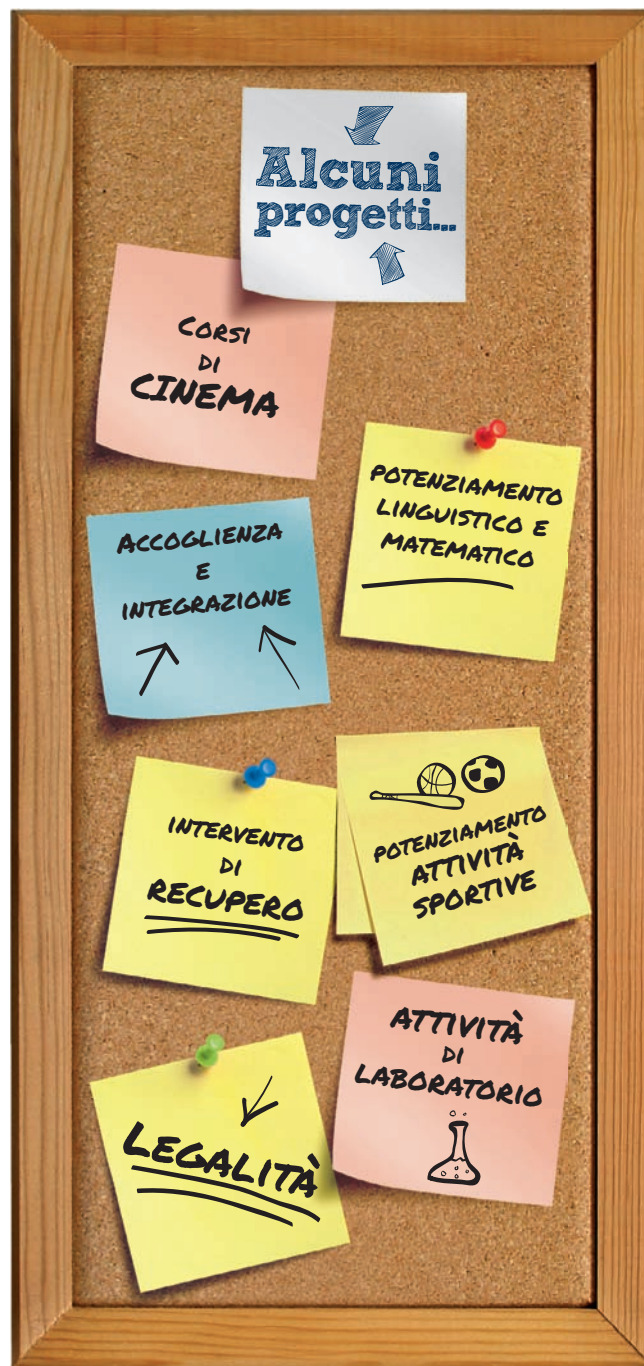 Alcuni
progetti...
CORSI
DI
CINEMA
POTENZIAMENTO
LINGUISTICO E
MATEMATICO
ACCOGLIENZA
E
INTEGRAZIONE
INTERVENTO
DI
RECUPERO
POTENZIAMENTO
ATTIVITÀ
SPORTIVE
ATTIVITÀ
DI
LABORATORIO
LEGALITÀ